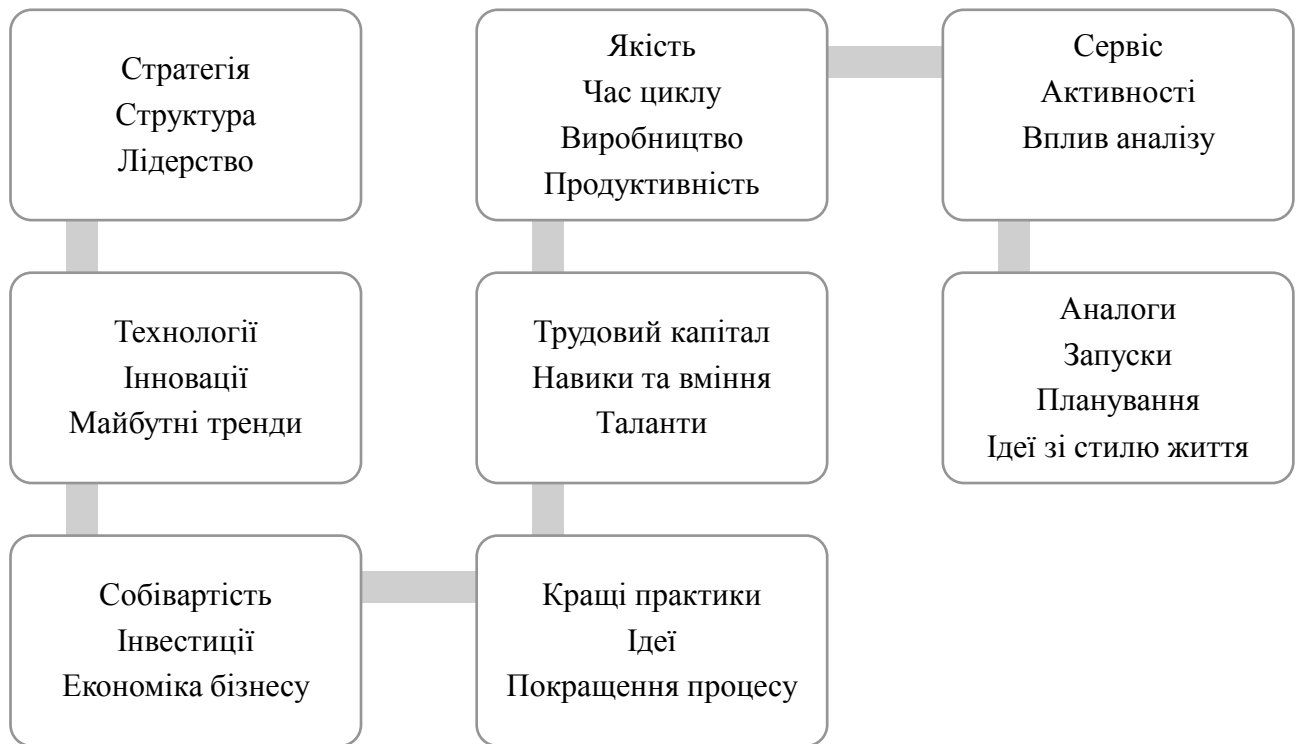 Стратегія
Структура
Лідерство
Технології
Інновації
Майбутні тренди
Собівартість
Інвестиції
Економіка бізнесу
Кращі практики
Ідеї
Покращення процесу
Трудовий капітал
Навики та вміння
Таланти
Якість
Час циклу
Виробництво
Продуктивність
Сервіс
Активності
Вплив аналізу
Аналоги
Запуски
Планування
Ідеї зі стилю життя